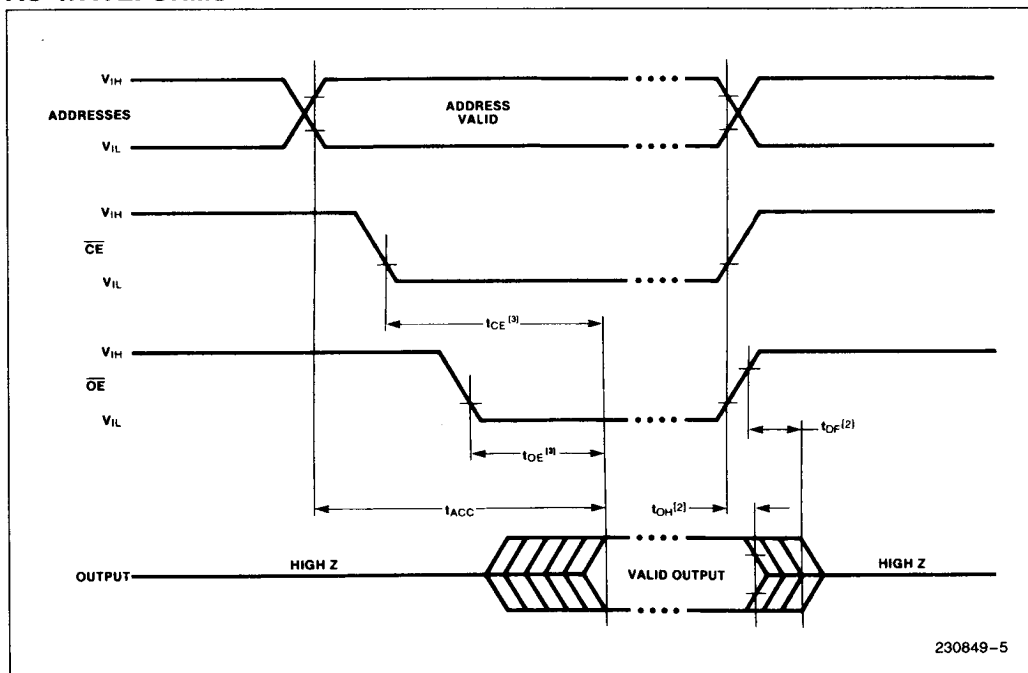 VIH
ADDRESSES
ADDRESS
VALID
VIL
VIH
CE
VIL
tCE[3]
VIH
OE
VIL
tDF[2]
tOE[3]
tACC
tOH[2]
OUTPUT
HIGH Z
VALID OUTPUT
HIGH Z
230849-5